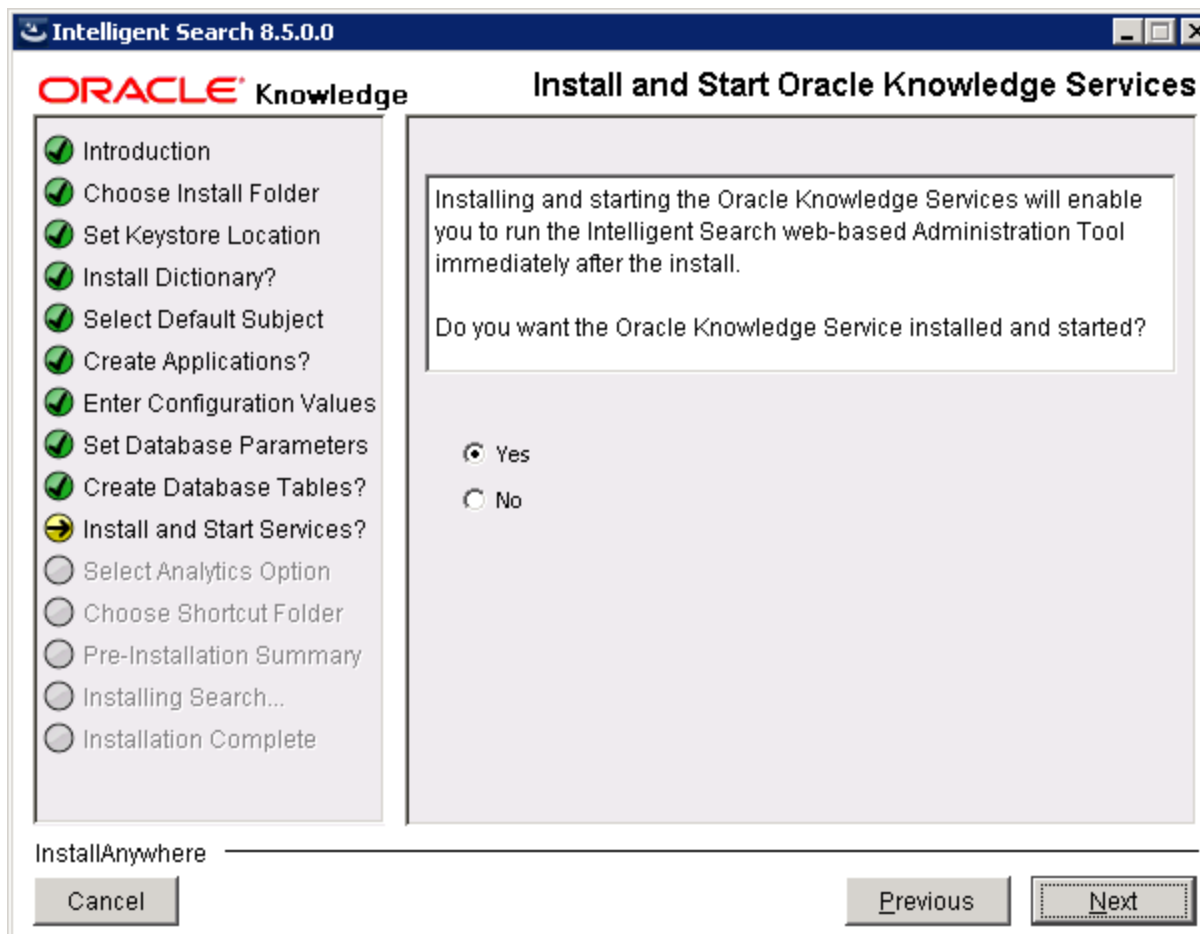 Intelligent Search 8.5.0.0
ORACLE Knowledge
Install and Start Oracle Knowledge Services
Introduction
Choose Install Folder
Set Keystore Location
Install Dictionary?
Select Default Subject
Create Applications?
Enter Configuration Values
Set Database Parameters
Create Database Tables?
Install and Start Services?
Select Analytics Option
Choose Shortcut Folder
Pre-Installation Summary
Installing Search...
Installation Complete
Installing and starting the Oracle Knowledge Services will enable
you to run the Intelligent Search web-based Administration Tool
immediately after the install.
Do you want the Oracle Knowledge Service installed and started?
Yes
No
InstallAnywhere
Cancel
Previous
Next